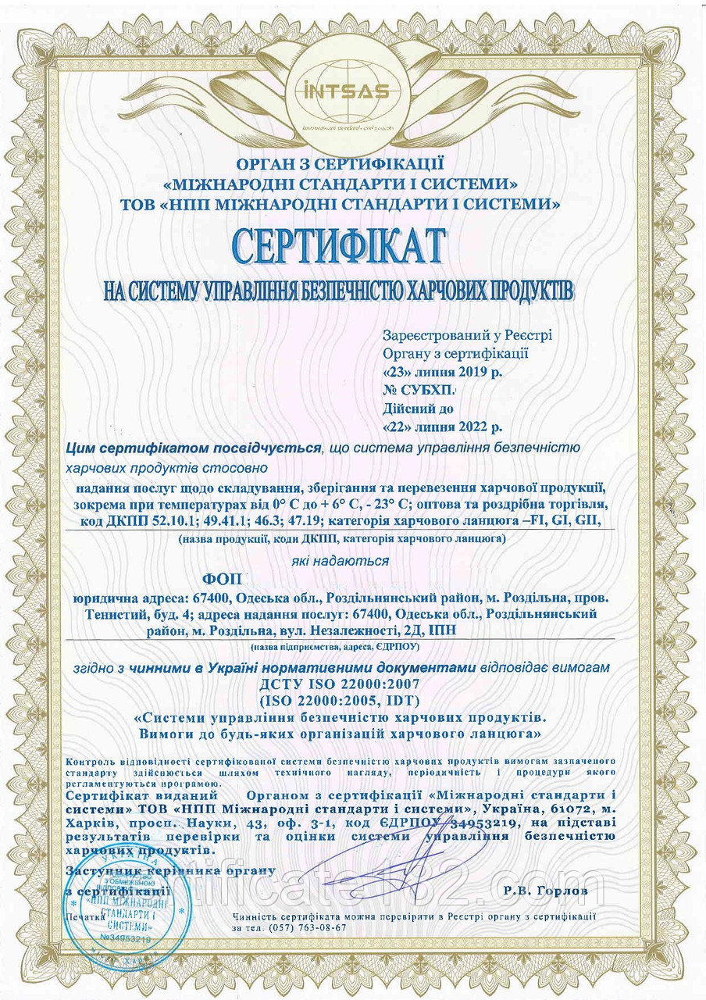 INTSAS
ОРГАН З СЕРТИФІКАЦІЇ
«МІЖНАРОДНІ СТАНДАРТИ І СИСТЕМИ»
ТОВ «НПП МІЖНАРОДНІ СТАНДАРТИ І СИСТЕМИ»
СЕРТИФІКАТ
НА СИСТЕМУ УПРАВЛІННЯ БЕЗПЕЧНІСТЮ ХАРЧОВИХ ПРОДУКТІВ
Зареєстрований у Реєстрі
Органу з сертифікації
«23» липня 2019 р.
№ СУБХП.
Дійсний до
«22» липня 2022 р.
Цим сертифікатом посвідчується, що система управління безпечністю
харчових продуктів стосовно
надання послуг щодо складування, зберігання та перевезення харчової продукції,
зокрема при температурах від 0° С до + 6° С, - 23° С; оптова та роздрібна торгівля,
код ДКПП 52.10.1; 49.41.1; 46.3; 47.19; категорія харчового ланцюга –FI, GI, GII,
(назва продукції, коди ДКПП, категорія харчового ланцюга)
які надаються
ФОП
юридична адреса: 67400, Одеська обл., Роздільнянський район, м. Роздільна, пров.
Тенистий, буд. 4; адреса надання послуг: 67400, Одеська обл., Роздільнянський
район, м. Роздільна, вул. Незалежності, 2Д, ІПН
(назва підприємства, адреса, ЄДРПОУ)
згідно з чинними в Україні нормативними документами відповідає вимогам
ДСТУ ISO 22000:2007
(ISO 22000:2005, IDT)
«Системи управління безпечністю харчових продуктів.
Вимоги до будь-яких організацій харчового ланцюга»
Контроль відповідності сертифікованої системи безпечністю харчових продуктів вимогам зазначеного
стандарту здійснюється шляхом технічного нагляду, періодичність і процедури якого
регламентуються програмою.
Сертифікат виданий Органом з сертифікації «Міжнародні стандарти і
системи» ТОВ «НПП Міжнародні стандарти і системи», Україна, 61072, м.
Харків, просп. Науки, 43, оф. 3-1, код ЄДРПОУ 34953219, на підставі
результатів перевірки та оцінки системи управління безпечністю
харчових продуктів.
Заступник керівника органу
з сертифікації
Р.В. Горлов
Печатка
Чинність сертифіката можна перевірити в Реєстрі органу з сертифікації
за тел. (057) 763-08-67
УКРАЇНА
ТОВАРИСТВО
З ОБМЕЖЕНОЮ
ВІДПОВІДАЛЬНІСТЮ
«НПП МІЖНАРОДНІ
СТАНДАРТИ І
СИСТЕМИ»
№34953219
місто Харків